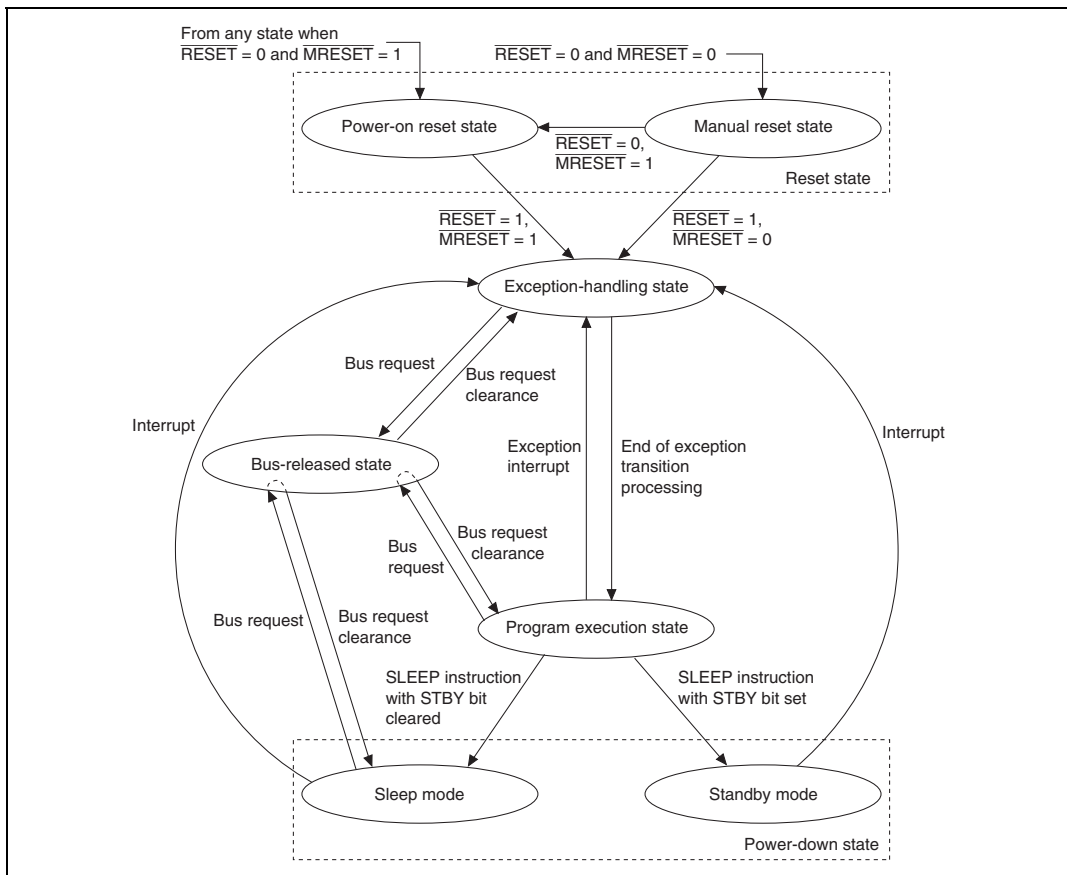 From any state when
RESET = 0 and MRESET = 1
RESET = 0 and MRESET = 0
Power-on reset state
Manual reset state
RESET = 0,
MRESET = 1
Reset state
RESET = 1,
MRESET = 1
RESET = 1,
MRESET = 0
Exception-handling state
Bus request
Bus request
clearance
Interrupt
Exception
interrupt
End of exception
transition
processing
Interrupt
Bus-released state
Bus
request
Bus request
clearance
Bus request
Bus request
clearance
Program execution state
SLEEP instruction
with STBY bit
cleared
SLEEP instruction
with STBY bit set
Sleep mode
Standby mode
Power-down state